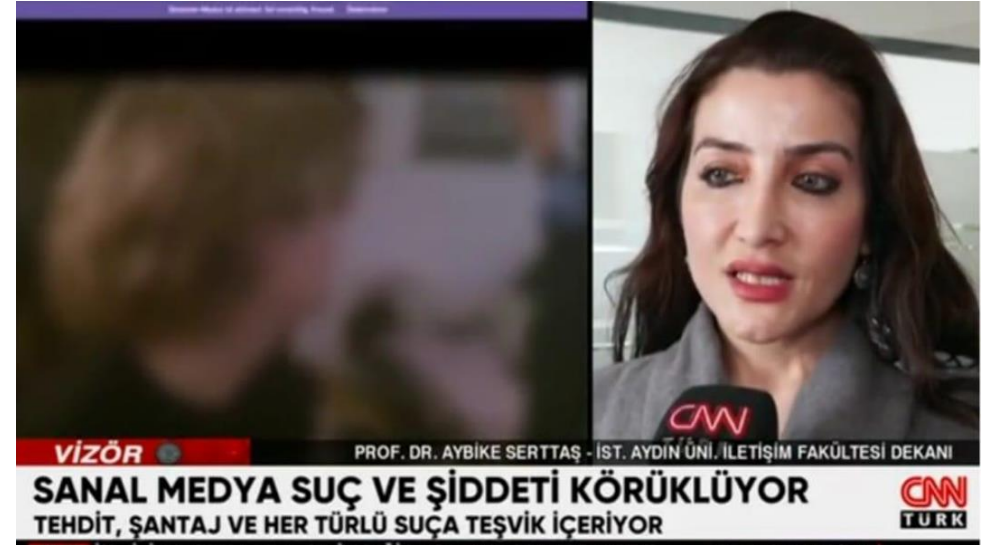 VİZÖR
PROF. DR. AYBİKE SERTTAŞ - İST. AYDIN ÜNİ. İLETİŞİM FAKÜLTESİ DEKANI
SANAL MEDYA SUÇ VE ŞİDDETİ KÖRÜKLÜYOR
TEHDİT, ŞANTAJ VE HER TÜRLÜ SUÇA TEŞVİK İÇERİYOR
CNN
TÜRK
CNN